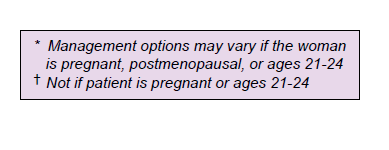 * Management options may vary if the woman
is pregnant, postmenopausal, or ages 21-24
† Not if patient is pregnant or ages 21-24